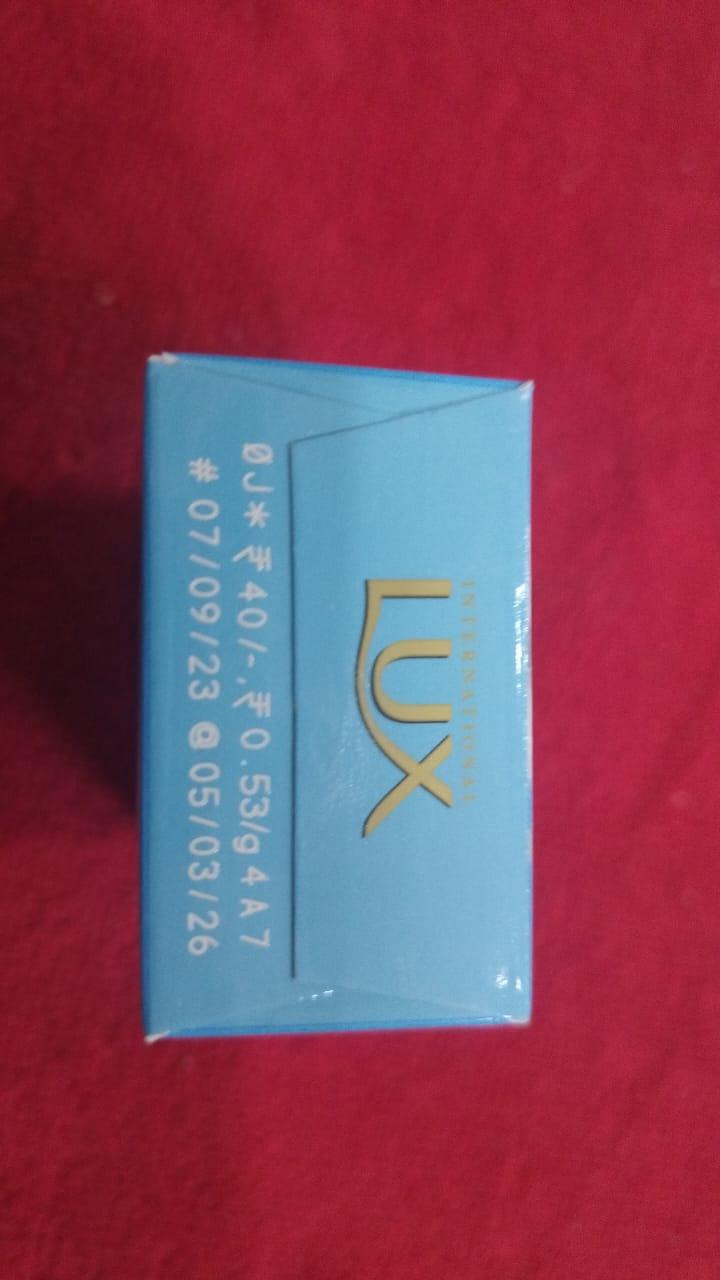 INTERNATIONAL
LUX
0J*₹40/-,₹0.53/g 4A7
#07/09/23 @05/03/26